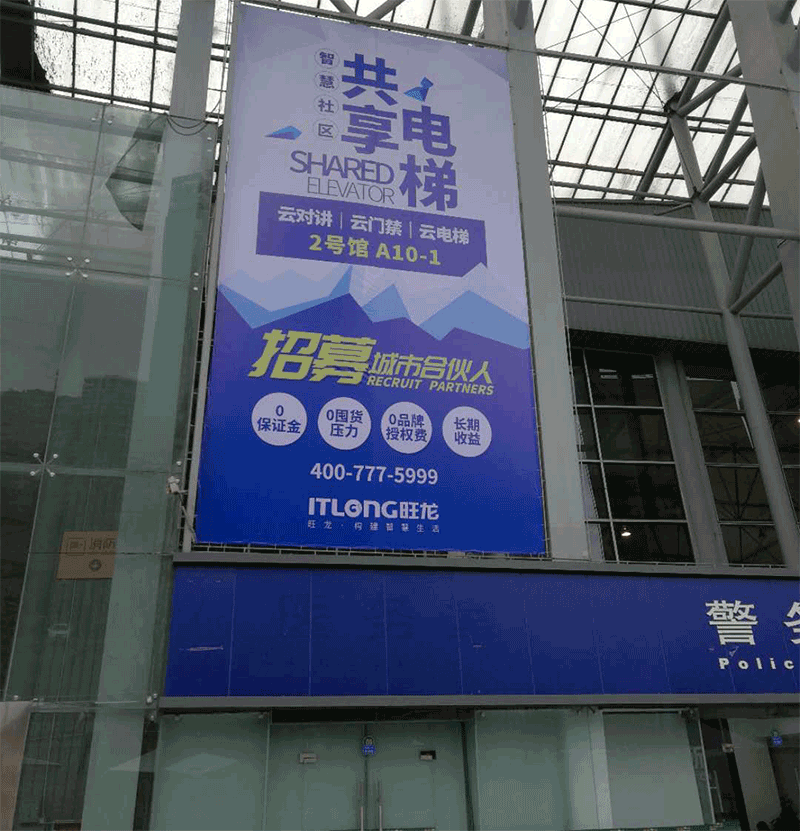 智慧社区
共享电梯
SHARED
ELEVATOR
云对讲｜云门禁｜云电梯
2号馆 A10-1
招募城市合伙人
RECRUIT PARTNERS
0
保证金
0囤货
压力
0品牌
授权费
长期
收益
400-777-5999
ITLONG旺龙
旺龙·构建智慧生活
消防
警务
Polic